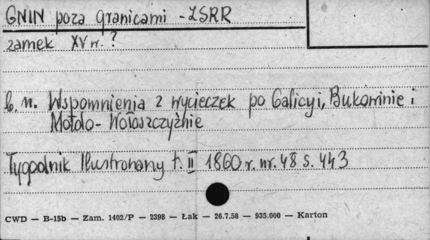 GNIN poza granicami - ZSRR
zamek XV w. ?
b. n. Wspomnienia z wycieczek po Galicyi, Bukowinie i
Mołdo-Wołoszczyźnie
Tygodnik Ilustrowany t. II 1860 r. nr. 48 s. 443
CWD — B-15b — Zam. 1402/P — 2398 — Łak — 26.7.58 — 935.000 — Karton